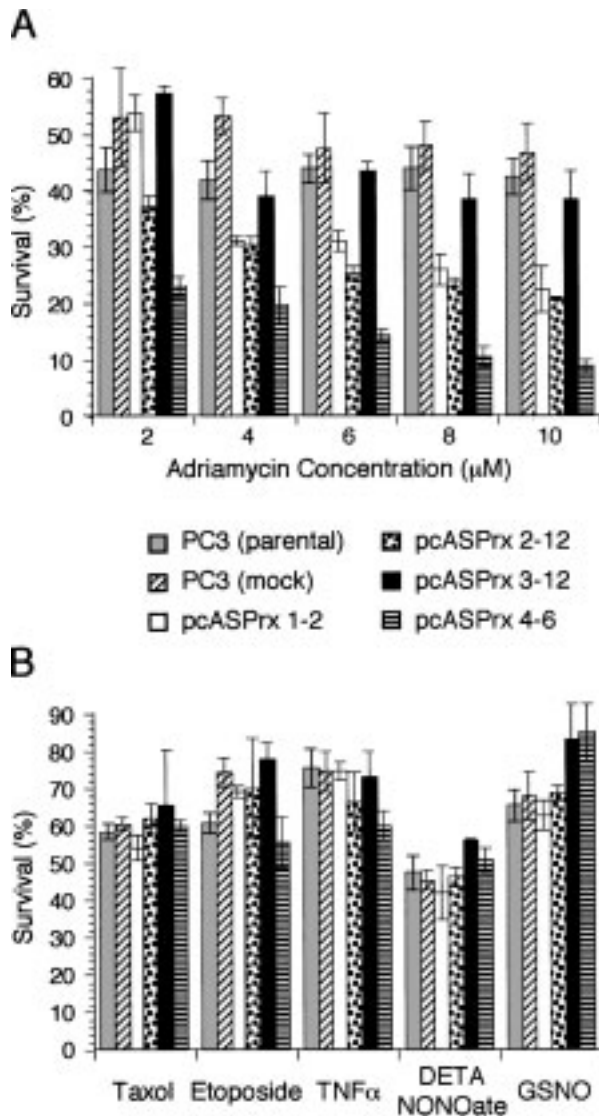 A
Survival (%)
60
50
40
30
20
10
0
2 4 6 8 10
Adriamycin Concentration (μM)
PC3 (parental) pcASPrx 2-12
PC3 (mock) pcASPrx 3-12
pcASPrx 1-2 pcASPrx 4-6
B
Survival (%)
90
80
70
60
50
40
30
20
10
0
Taxol Etoposide TNFα DETA NONOate GSNO